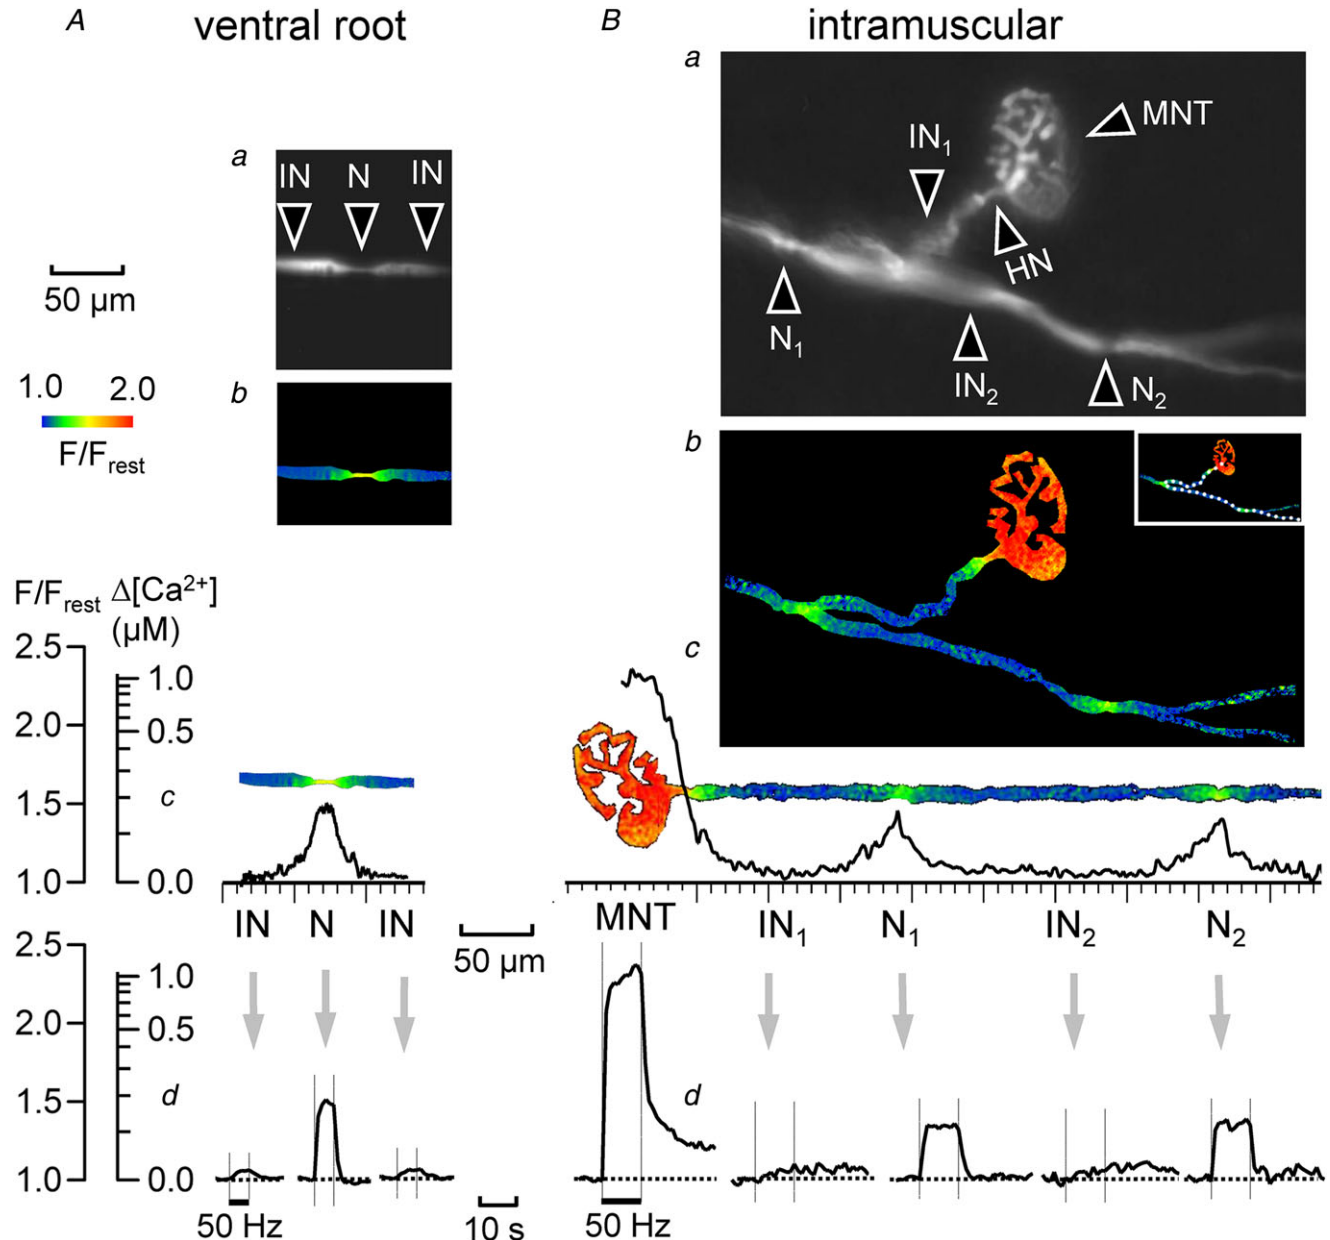 A ventral root
B intramuscular
a
IN N IN
50 µm
1.0 2.0
F/Frest
b
a
MNT
IN1
HN
N1
IN2
N2
b
c
F/Frest Δ[Ca²⁺]
(µM)
2.5
2.0
1.5
1.0
1.0
0.5
0.0
c
IN N IN
50 µm
MNT IN1 N1 IN2 N2
2.5
2.0
1.5
1.0
1.0
0.5
0.0
d
d
50 Hz
10 s
50 Hz